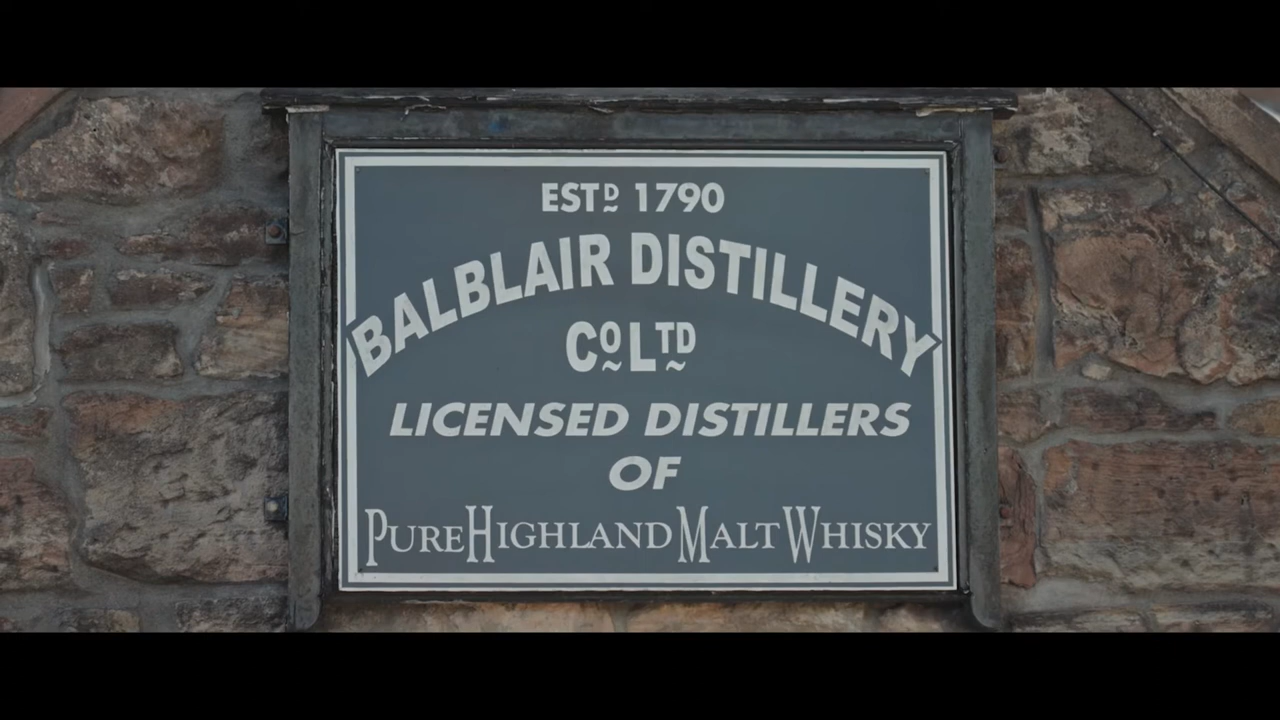 ESTD 1790
BALBLAIR DISTILLERY
CO LTD
LICENSED DISTILLERS
OF
PURE HIGHLAND MALT WHISKY